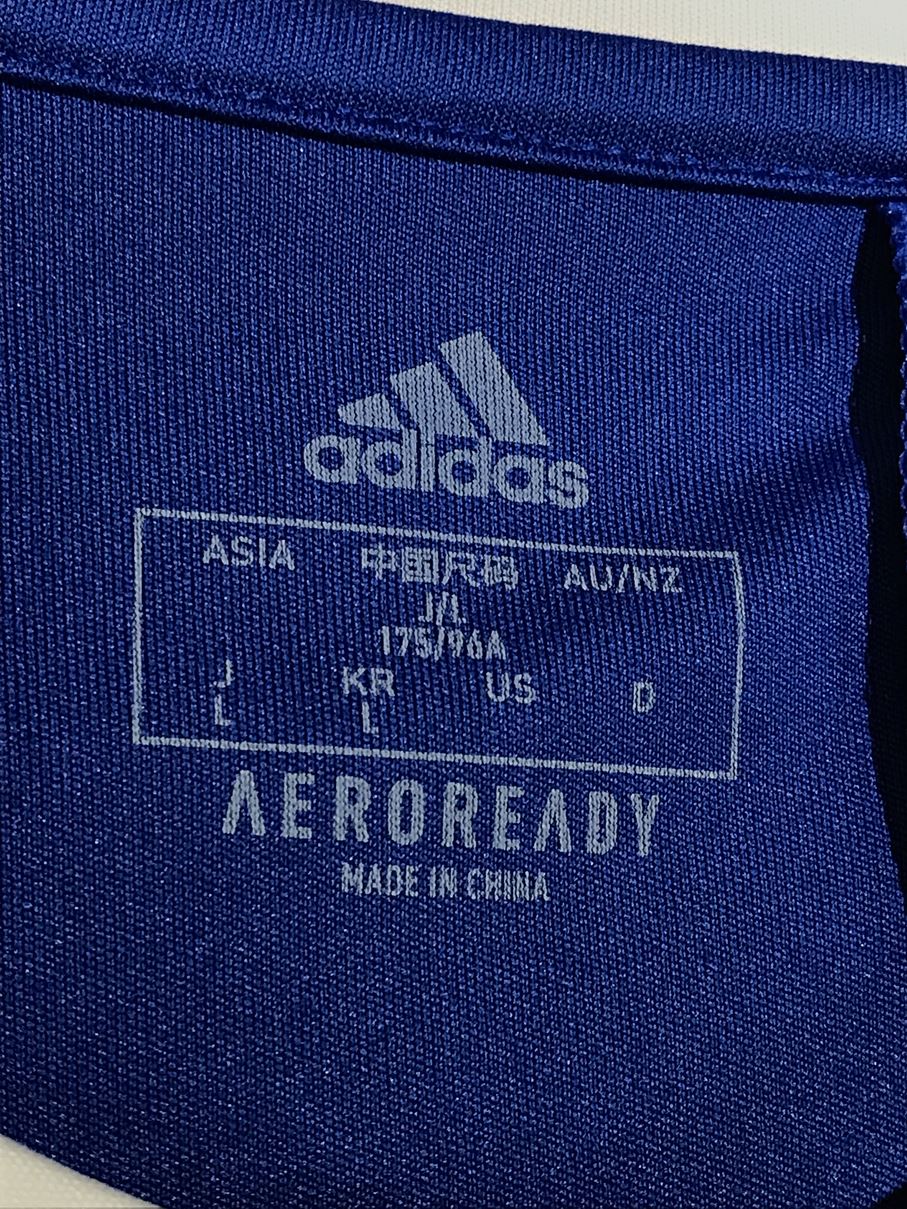 adidas
ASIA 中国尺码 AU/NZ
J/L
175/96A
J KR US D
L L
AEROREADY
MADE IN CHINA